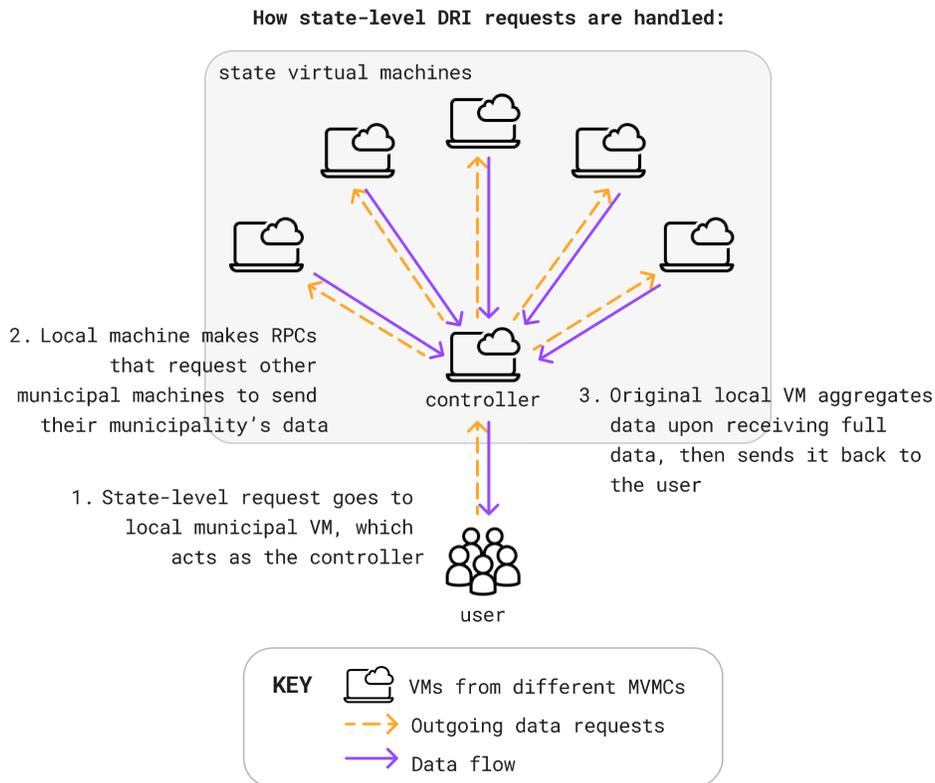 How state-level DRI requests are handled:
state virtual machines
2. Local machine makes RPCs
that request other
municipal machines to send
their municipality's data
controller
3. Original local VM aggregates
data upon receiving full
data, then sends it back to
the user
1. State-level request goes to
local municipal VM, which
acts as the controller
user
KEY
VMs from different MVMCs
Outgoing data requests
Data flow